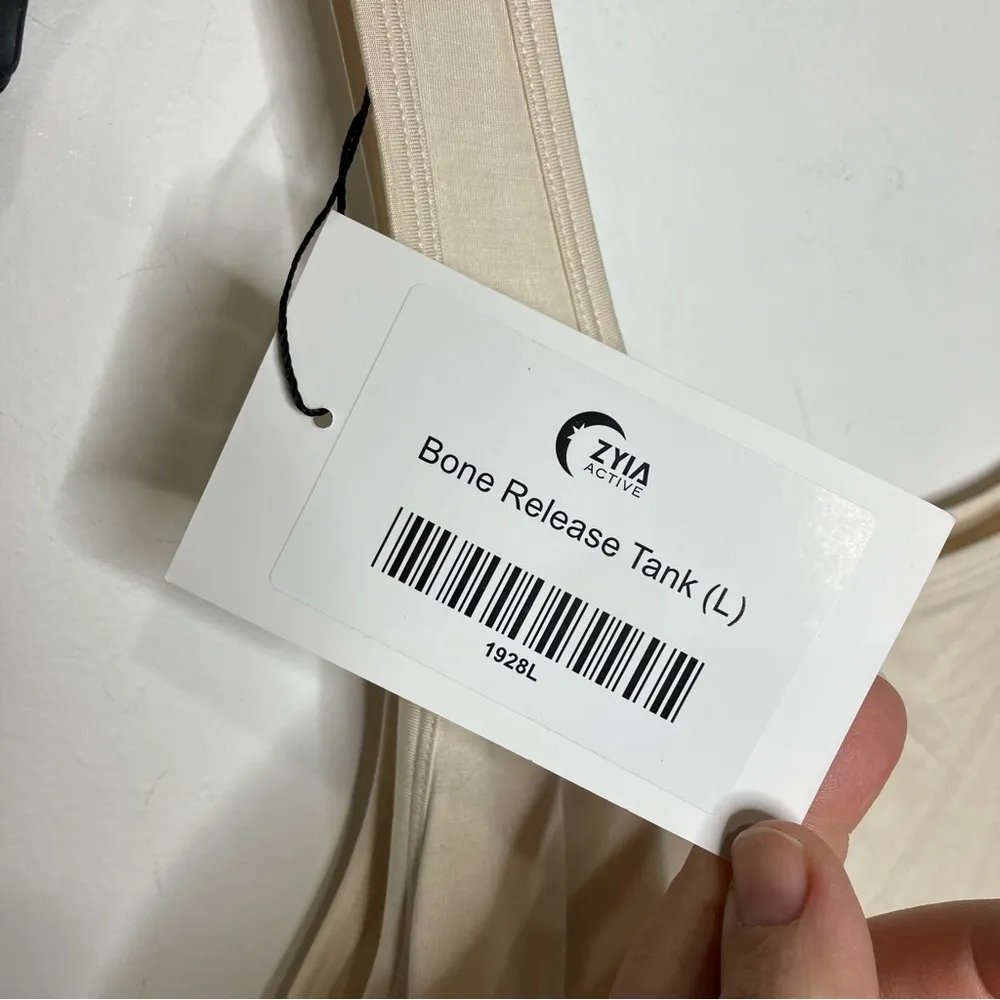 ZYIA
ACTIVE
Bone Release Tank (L)
1928L